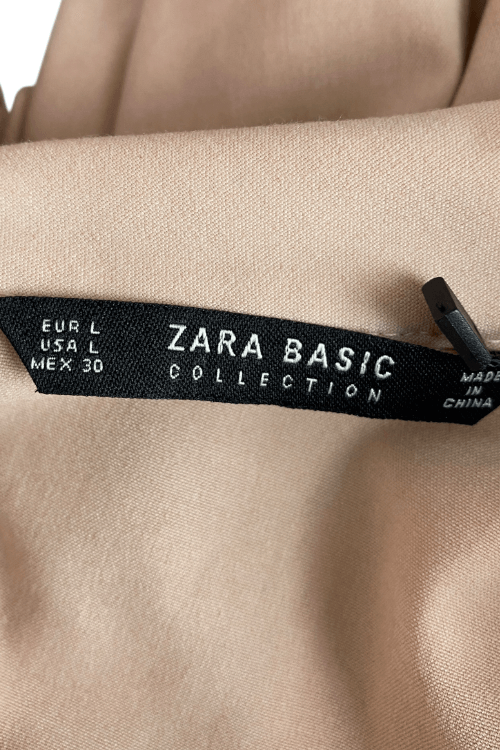 EUR L
USA L
MEX 30
ZARA BASIC
COLLECTION
MADE
IN
CHINA